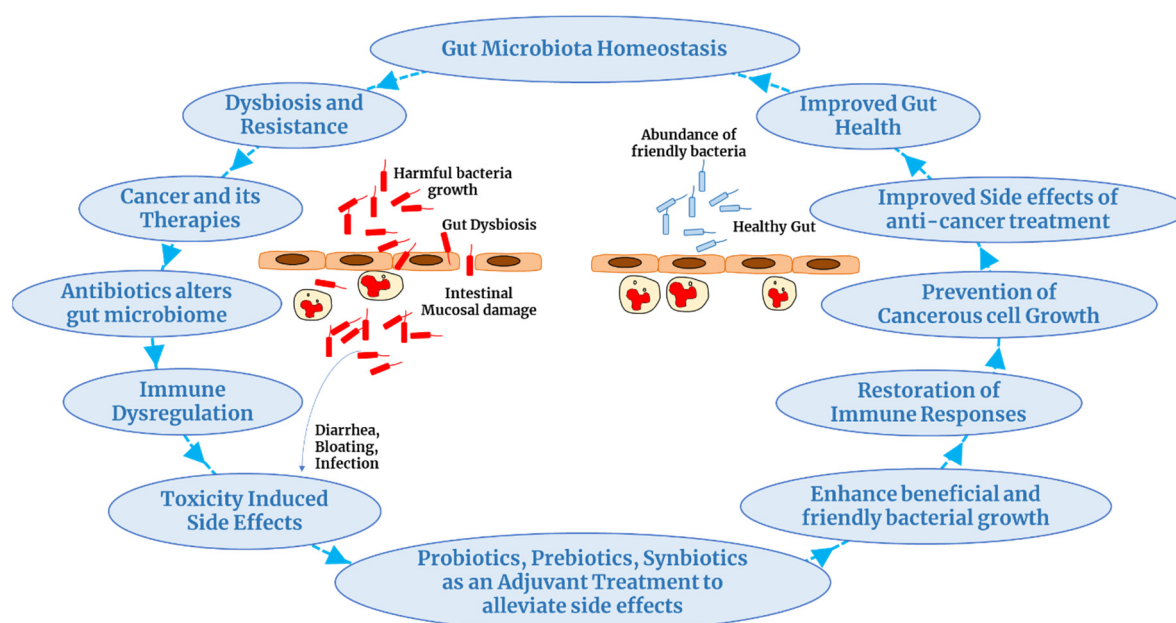 Gut Microbiota Homeostasis
Dysbiosis and
Resistance
Improved Gut
Health
Abundance of
friendly bacteria
Harmful bacteria
growth
Cancer and its
Therapies
Improved Side effects of
anti-cancer treatment
Gut Dysbiosis
Healthy Gut
Antibiotics alters
gut microbiome
Intestinal
Mucosal damage
Prevention of
Cancerous cell Growth
Immune
Dysregulation
Restoration of
Immune Responses
Diarrhea,
Bloating,
Infection
Toxicity Induced
Side Effects
Enhance beneficial and
friendly bacterial growth
Probiotics, Prebiotics, Synbiotics
as an Adjuvant Treatment to
alleviate side effects